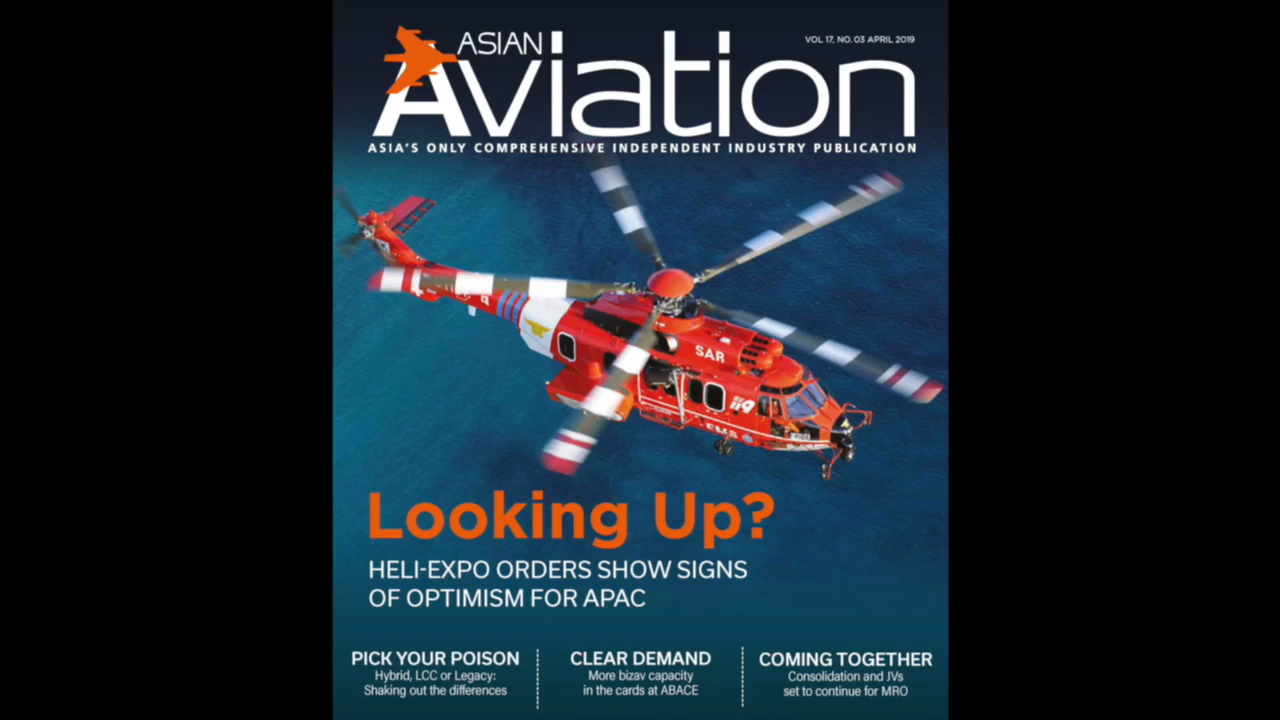 ASIAN
Aviation
VOL 17, NO. 03 APRIL 2019
ASIA'S ONLY COMPREHENSIVE INDEPENDENT INDUSTRY PUBLICATION
SAR
119
EMS
Looking Up?
HELI-EXPO ORDERS SHOW SIGNS
OF OPTIMISM FOR APAC
PICK YOUR POISON
Hybrid, LCC or Legacy:
Shaking out the differences
CLEAR DEMAND
More bizav capacity
in the cards at ABACE
COMING TOGETHER
Consolidation and JVs
set to continue for MRO